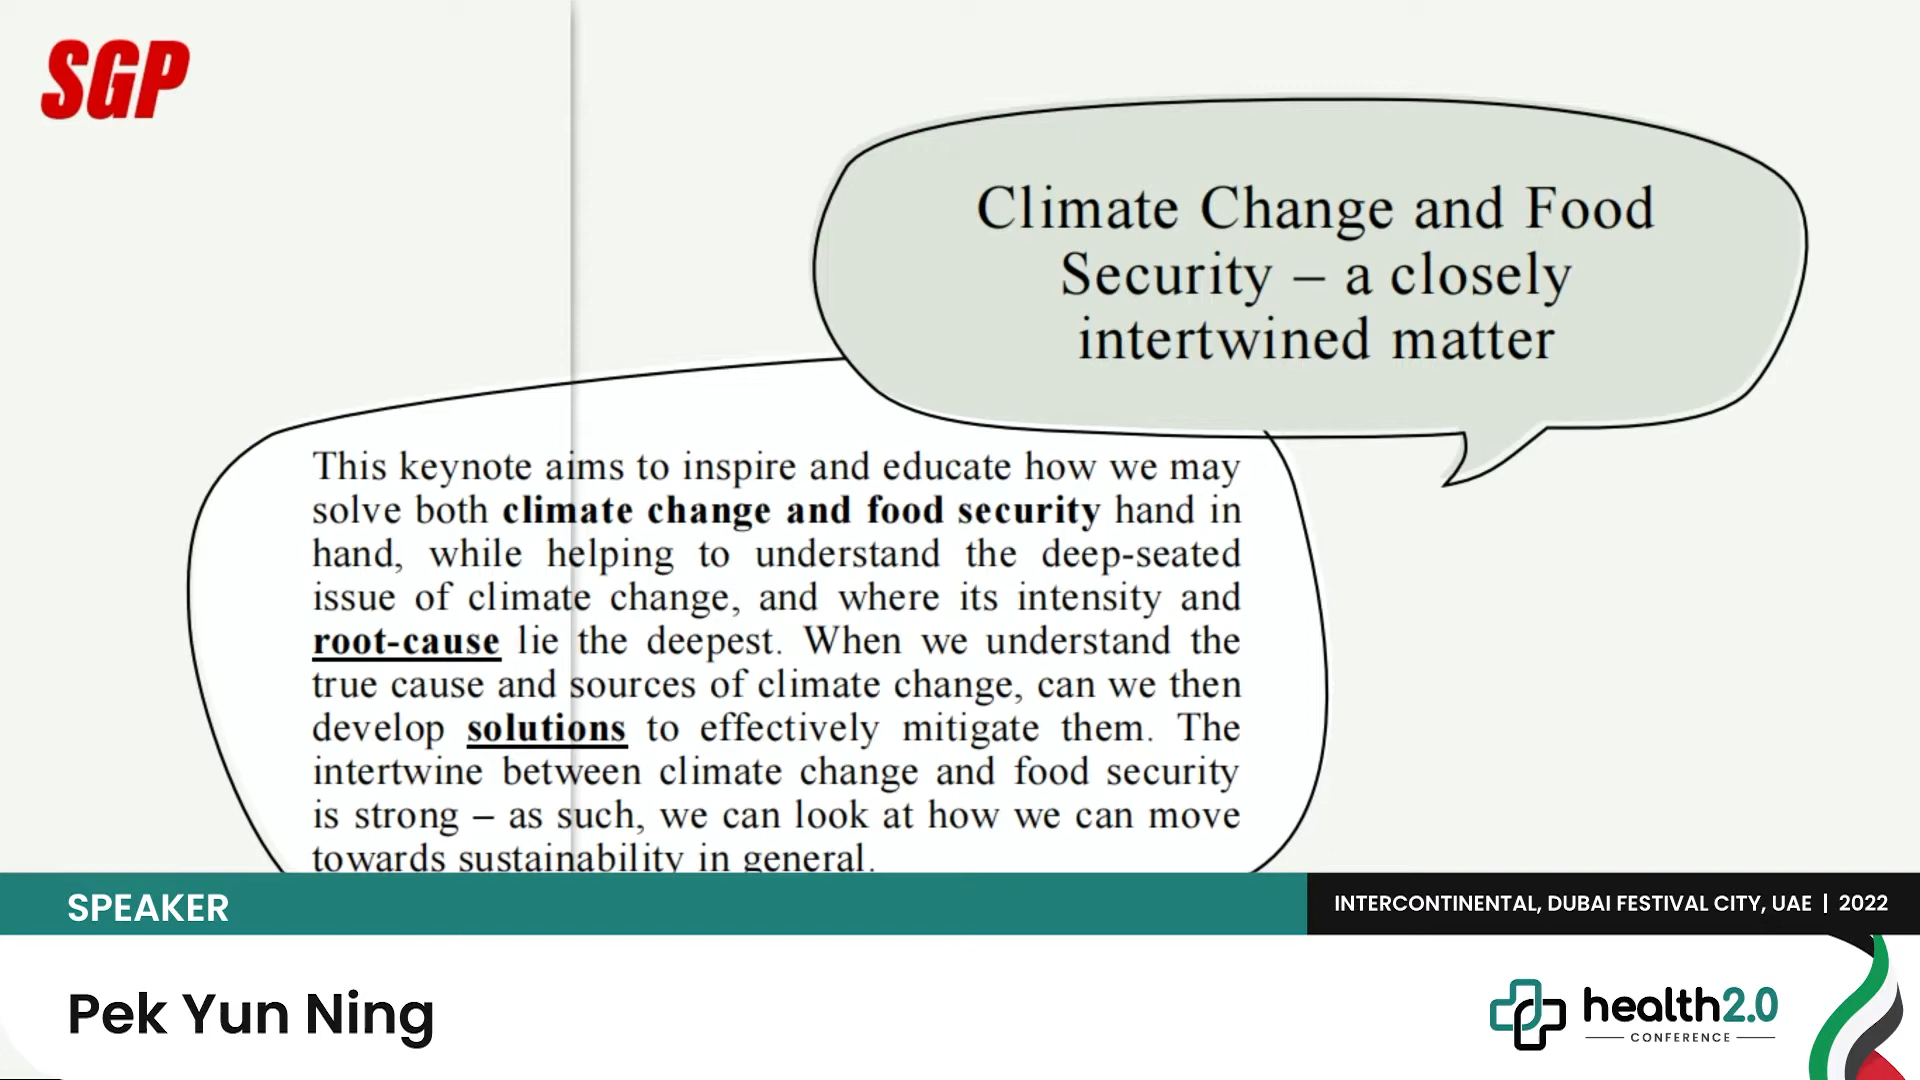 SGP
Climate Change and Food
Security – a closely
intertwined matter
This keynote aims to inspire and educate how we may
solve both climate change and food security hand in
hand, while helping to understand the deep-seated
issue of climate change, and where its intensity and
root-cause lie the deepest. When we understand the
true cause and sources of climate change, can we then
develop solutions to effectively mitigate them. The
intertwine between climate change and food security
is strong – as such, we can look at how we can move
towards sustainability in general.
SPEAKER
INTERCONTINENTAL, DUBAI FESTIVAL CITY, UAE | 2022
Pek Yun Ning
health2.0
CONFERENCE